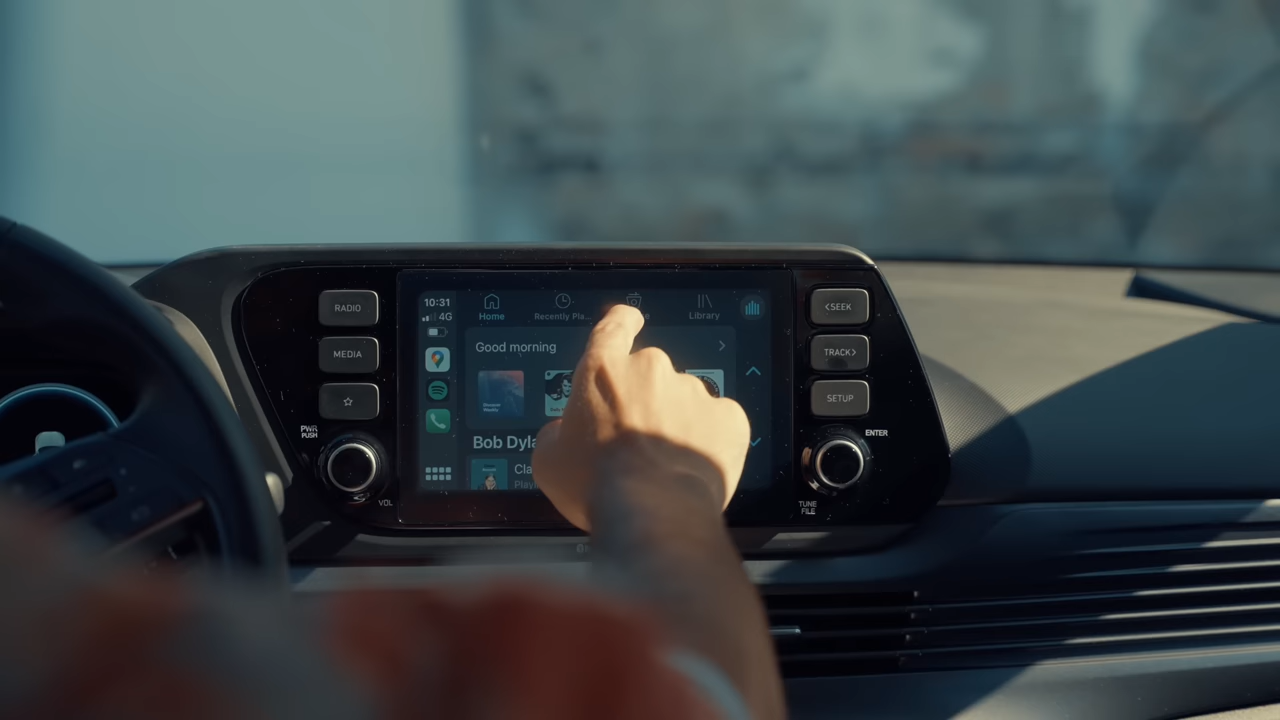 RADIO
MEDIA
PWR
PUSH
VOL
10:31
4G
Home
Recently Pla...
Library
Good morning
Bob Dyla
Cla
Playli
<SEEK
TRACK>
SETUP
ENTER
TUNE
FILE